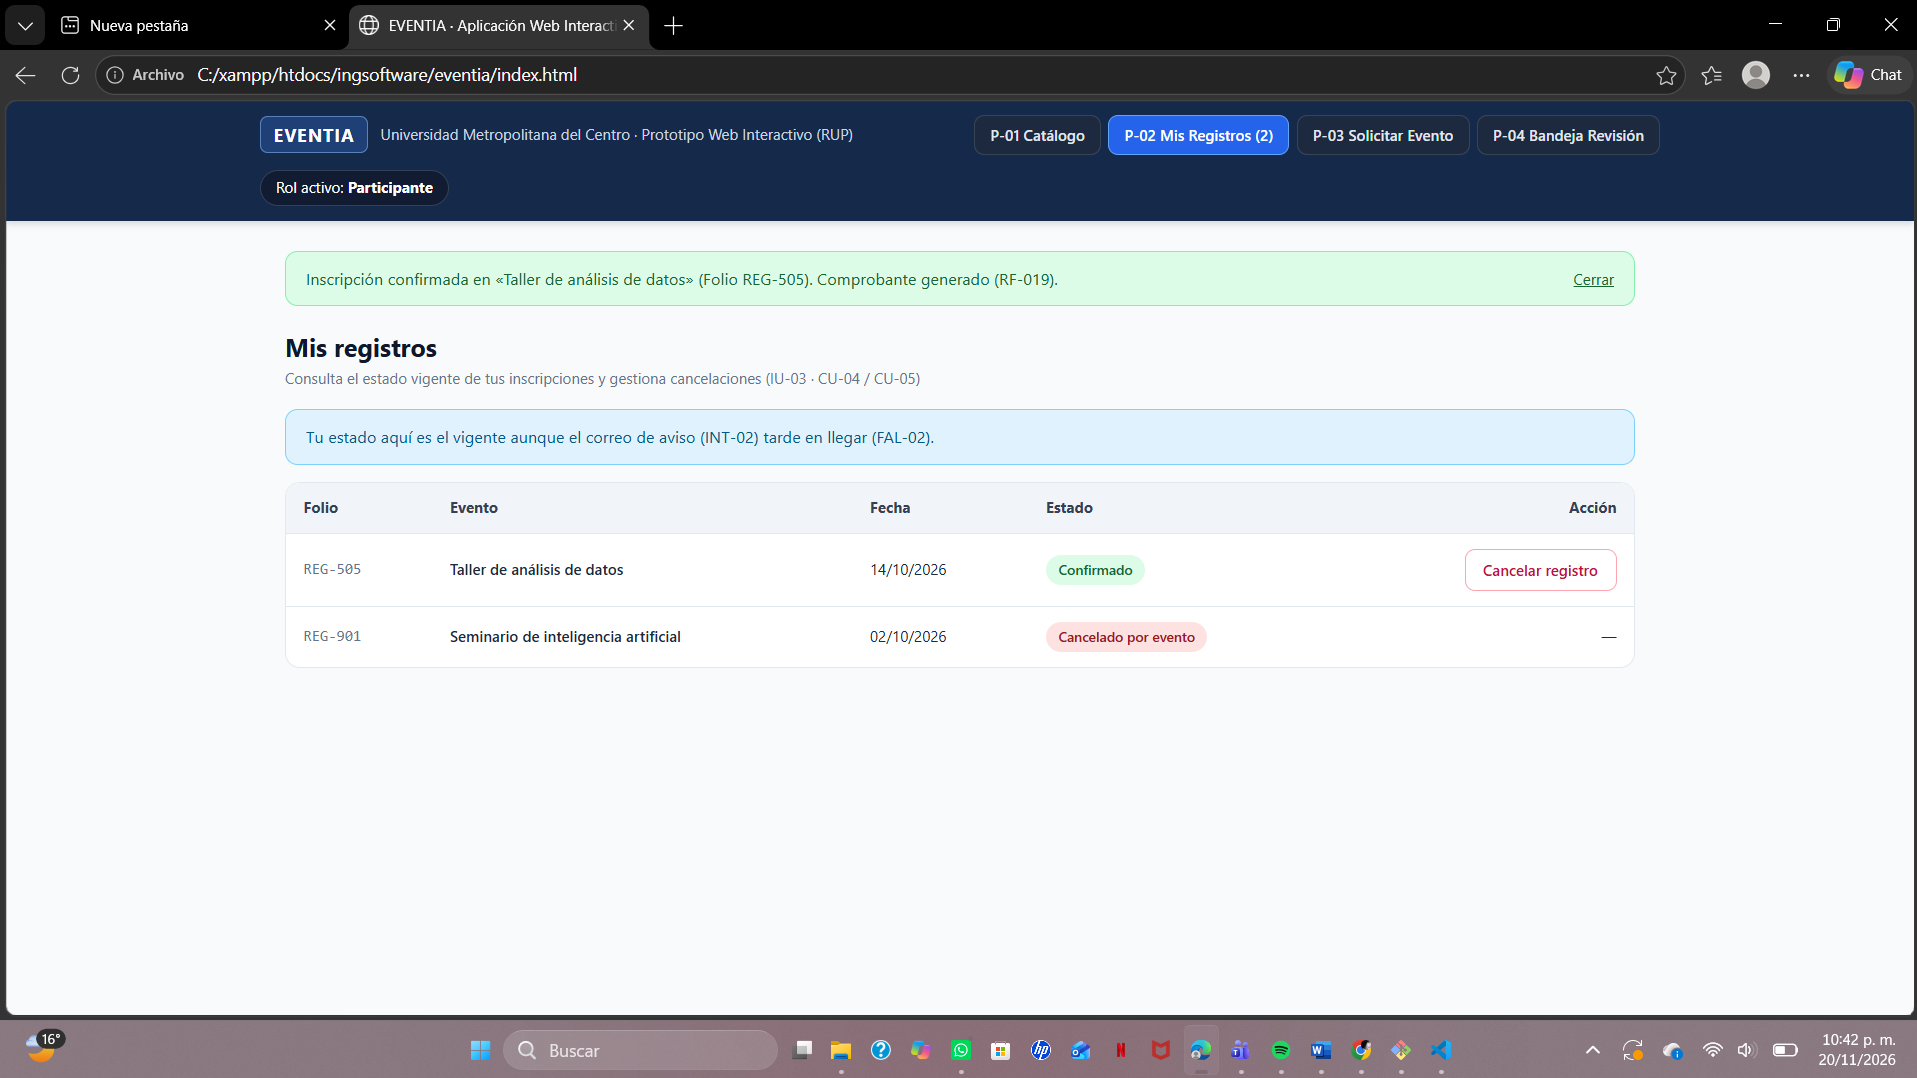 Nueva pestaña
EVENTIA · Aplicación Web Interacti
Archivo C:/xampp/htdocs/ingsoftware/eventia/index.html
Chat
EVENTIA Universidad Metropolitana del Centro · Prototipo Web Interactivo (RUP)
P-01 Catálogo P-02 Mis Registros (2) P-03 Solicitar Evento P-04 Bandeja Revisión
Rol activo: Participante
Inscripción confirmada en «Taller de análisis de datos» (Folio REG-505). Comprobante generado (RF-019). Cerrar
Mis registros
Consulta el estado vigente de tus inscripciones y gestiona cancelaciones (IU-03 · CU-04 / CU-05)
Tu estado aquí es el vigente aunque el correo de aviso (INT-02) tarde en llegar (FAL-02).
Folio Evento Fecha Estado Acción
REG-505 Taller de análisis de datos 14/10/2026 Confirmado Cancelar registro
REG-901 Seminario de inteligencia artificial 02/10/2026 Cancelado por evento —
16°
Buscar
10:42 p. m.
20/11/2026